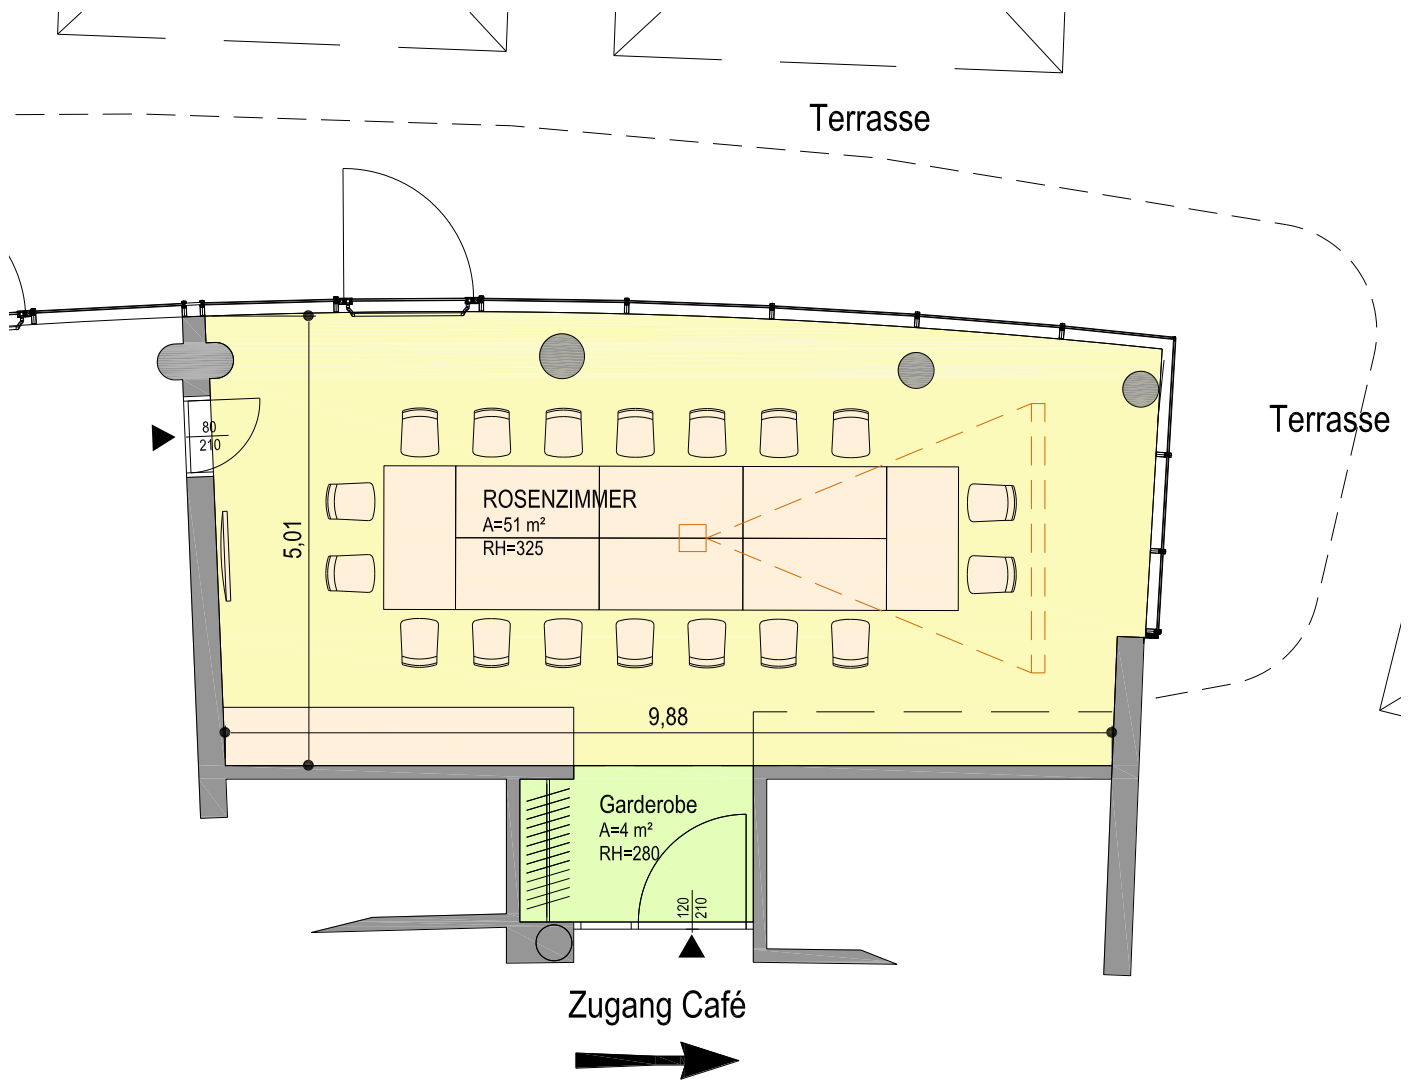 Terrasse
Terrasse
80
210
ROSENZIMMER
A=51 m²
RH=325
5,01
9,88
Garderobe
A=4 m²
RH=280
120
210
Zugang Café